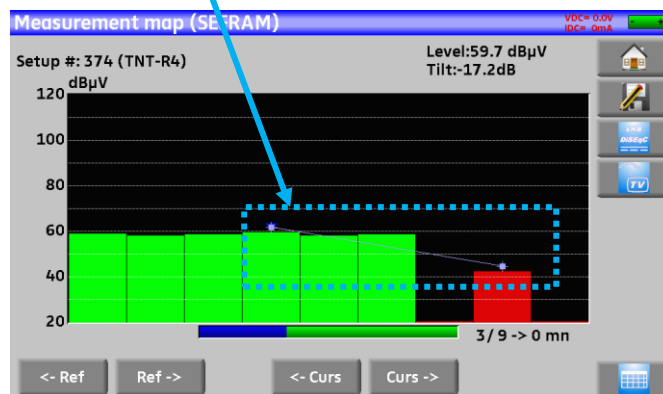 Measurement map (SEFRAM)
VDC= 0.0V
IDC= 0mA
- +
Setup #: 374 (TNT-R4)
Level:59.7 dBµV
Tilt:-17.2dB
dBµV
120
100
80
60
40
20
LNB
DiSEqC
TV
3/ 9 -> 0 mn
<- Ref
Ref ->
<- Curs
Curs ->